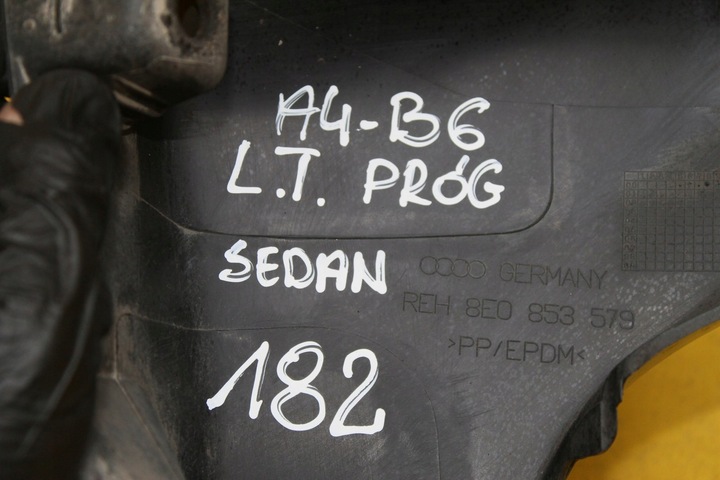 A4-B6
L.T. PRÓG
SEDAN
GERMANY
REH 8E0 853 579
>PP/EPDM<
182